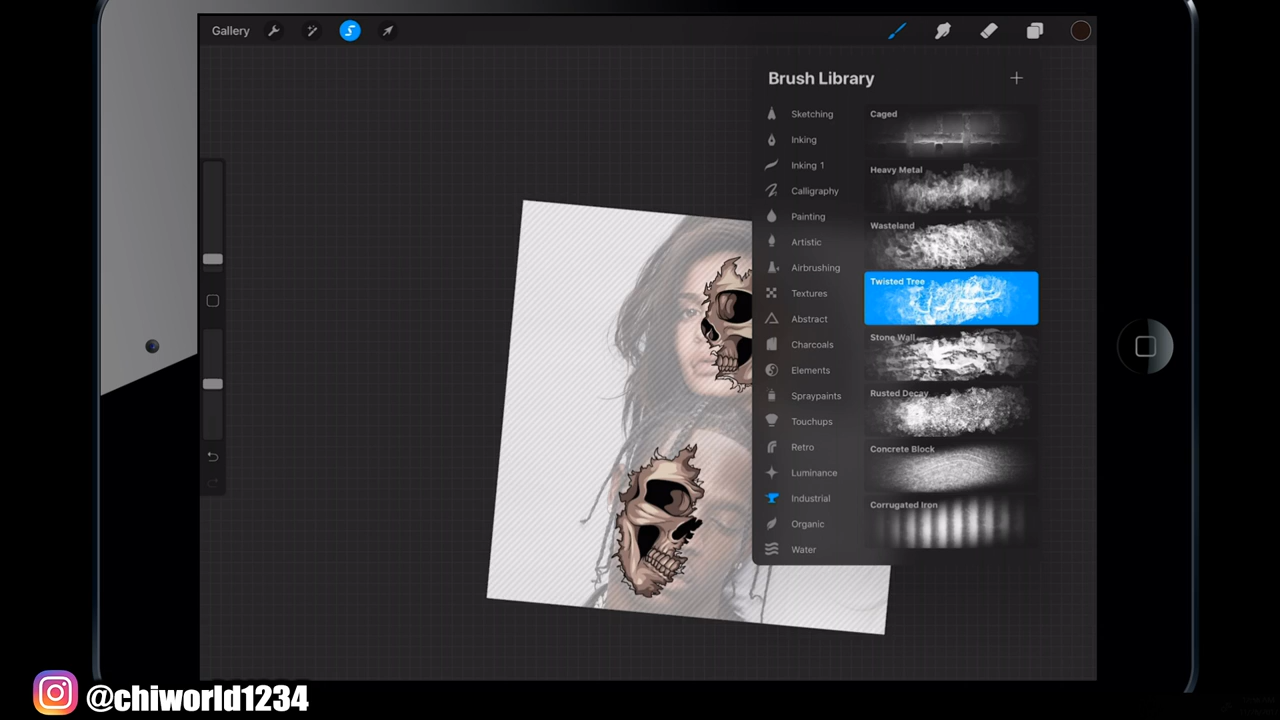 Gallery
Brush Library
Sketching
Inking
Inking 1
Calligraphy
Painting
Artistic
Airbrushing
Textures
Abstract
Charcoals
Elements
Spraypaints
Touchups
Retro
Luminance
Industrial
Organic
Water
Caged
Heavy Metal
Wasteland
Twisted Tree
Stone Wall
Rusted Decay
Concrete Block
Corrugated Iron
@chiworld1234